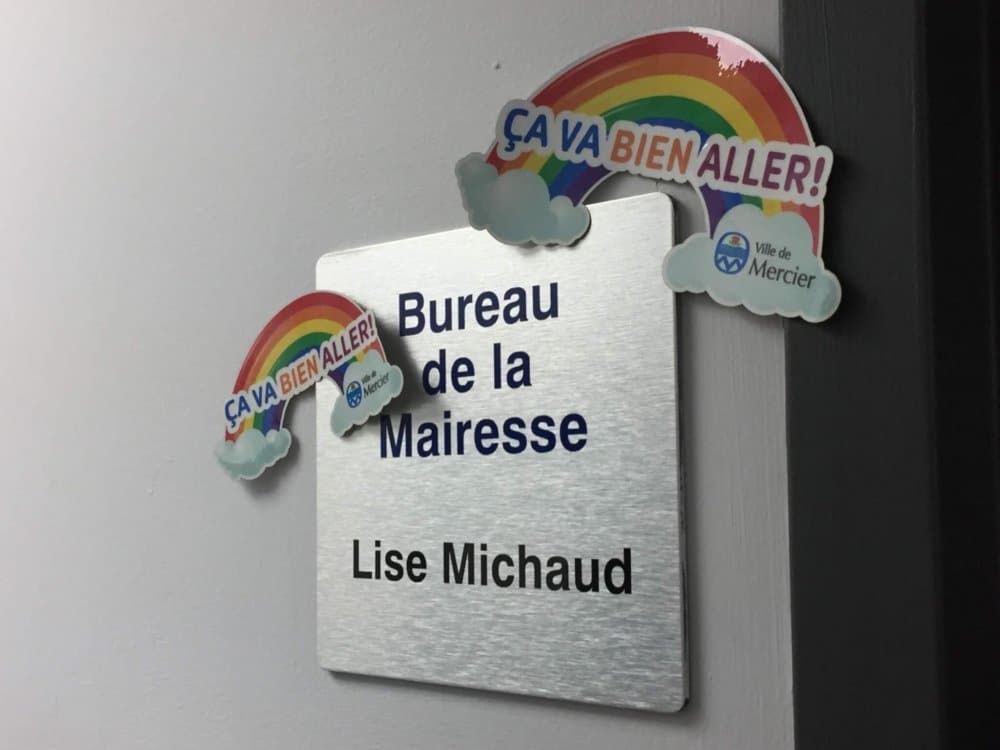 ÇA VA BIEN ALLER!
Ville de
Mercier
Bureau
de la
Mairesse
Lise Michaud
ÇA VA BIEN ALLER!
Ville de
Mercier